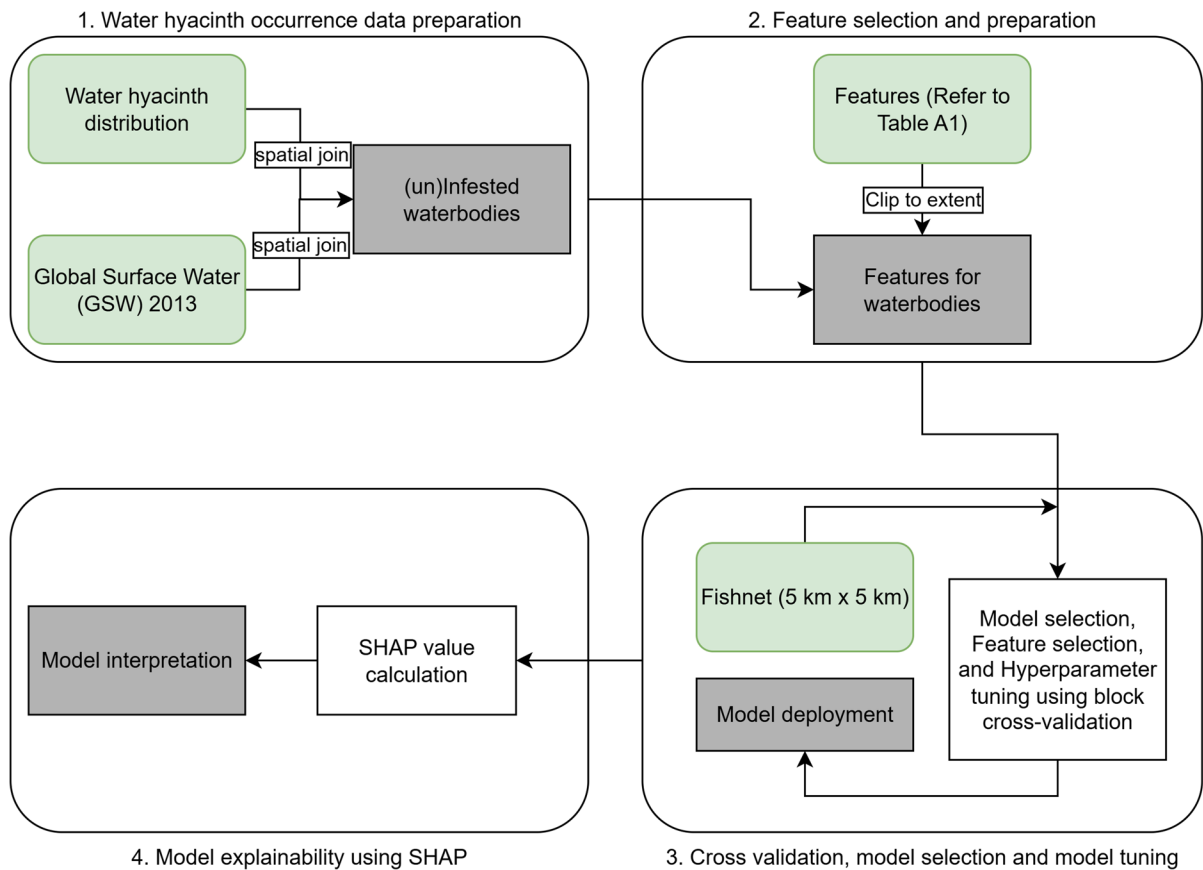 1. Water hyacinth occurrence data preparation
Water hyacinth
distribution
spatial join
(un)Infested
waterbodies
spatial join
Global Surface Water
(GSW) 2013
2. Feature selection and preparation
Features (Refer to
Table A1)
Clip to extent
Features for
waterbodies
Fishnet (5 km x 5 km)
Model selection,
Feature selection,
and Hyperparameter
tuning using block
cross-validation
Model deployment
3. Cross validation, model selection and model tuning
SHAP value
calculation
Model interpretation
4. Model explainability using SHAP